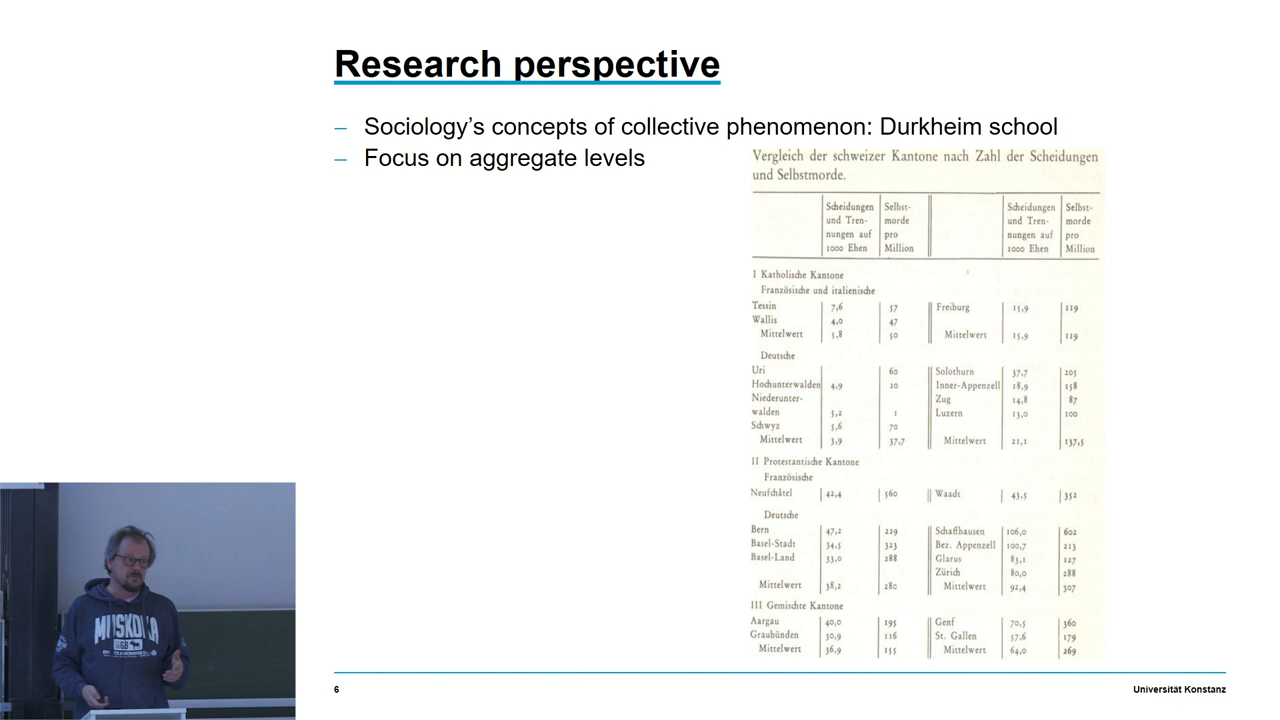 Research perspective
– Sociology's concepts of collective phenomenon: Durkheim school
– Focus on aggregate levels
Vergleich der schweizer Kantone nach Zahl der Scheidungen
und Selbstmorde.
Scheidungen Selbst- Scheidungen Selbst-
und Tren- morde und Tren- morde
nungen auf pro nungen auf pro
1000 Ehen Million 1000 Ehen Million
I Katholische Kantone
Französische und italienische
Tessin 7,6 57 Freiburg 15,9 119
Wallis 4,0 47
Mittelwert 5,8 50 Mittelwert 15,9 119
Deutsche
Uri 60 Solothurn 37,7 205
Hochunterwalden 4,9 20 Inner-Appenzell 18,9 158
Niederunter- Zug 14,8 87
walden 5,2 1 Luzern 13,0 100
Schwyz 5,6 70
Mittelwert 3,9 37,7 Mittelwert 21,1 137,5
II Protestantische Kantone
Französische
Neufchâtel 42,4 560 Waadt 43,5 352
Deutsche
Bern 47,2 229 Schaffhausen 106,0 602
Basel-Stadt 34,5 323 Bez. Appenzell 100,7 213
Basel-Land 33,0 288 Glarus 83,1 127
Zürich 80,0 288
Mittelwert 38,2 280 Mittelwert 92,4 307
III Gemischte Kantone
Aargau 40,0 195 Genf 70,5 360
Graubünden 30,9 116 St. Gallen 57,6 179
Mittelwert 36,9 155 Mittelwert 64,0 269
MUSKOKA
6 Universität Konstanz